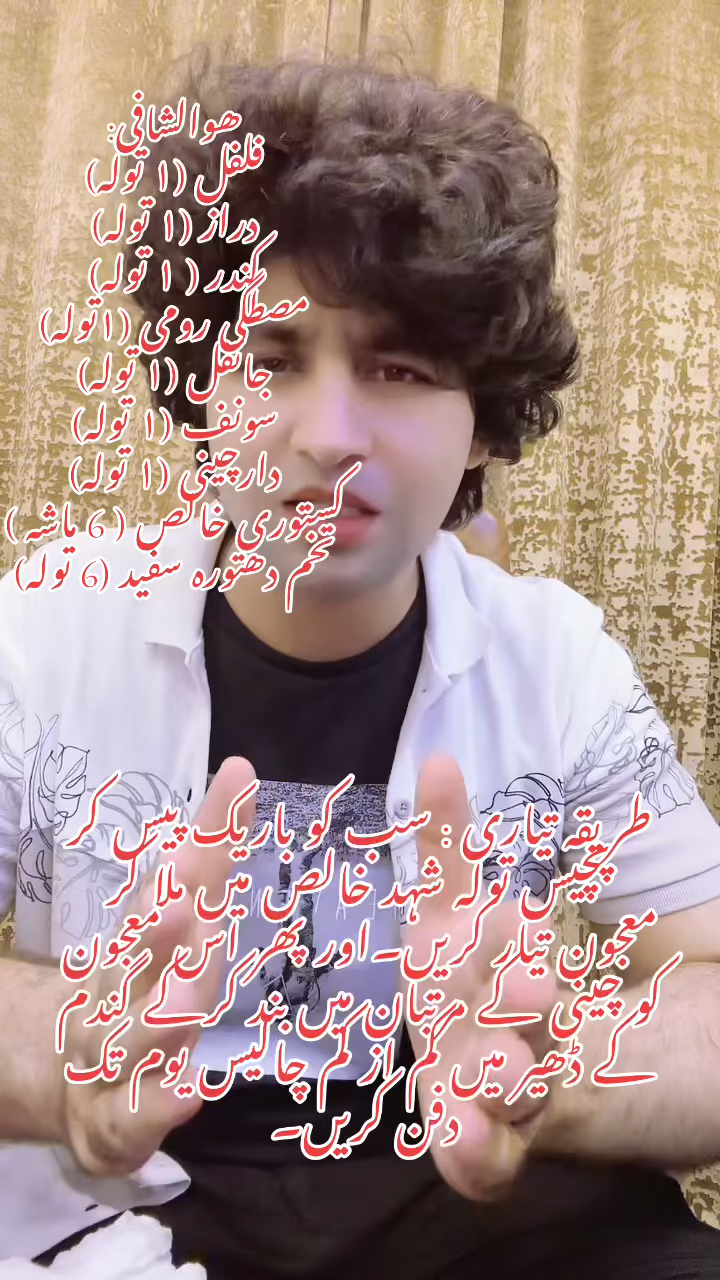 ھوالشافی:
فلفل (۱ تولہ)
دراز (۱ تولہ)
کندر ( ۱ تولہ)
مصطگی رومی (۱تولہ)
جائفل (۱ تولہ)
سونف (۱ تولہ)
دارچینی (۱ تولہ)
کستوری خالص ( 6 ماشہ )
تخم دھتورہ سفید (6 تولہ)
طریقہ تیاری : سب کو باریک پیس کر
پچیس تولہ شہد خالص میں ملا کر
معجون تیار کریں۔ اور پھر اس معجون
کو چینی کے مرتبان میں بند کرکے گندم
کے ڈھیر میں کم از کم چالیس یوم تک
دفن کریں۔